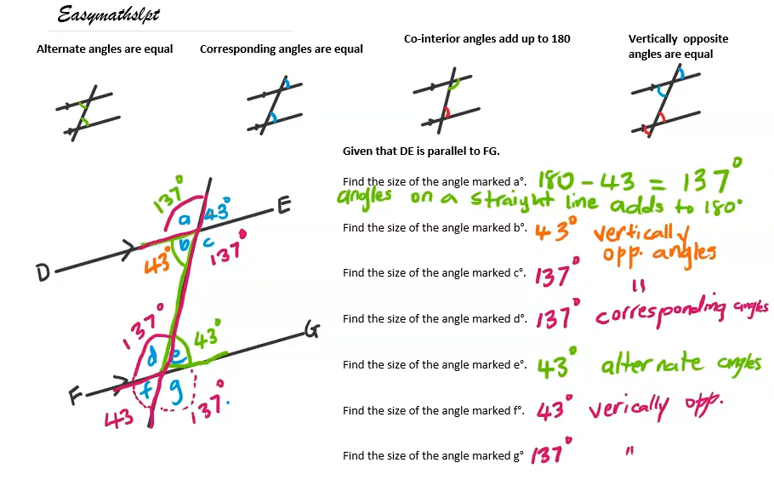 Easymathslpt
Alternate angles are equal
Corresponding angles are equal
Co-interior angles add up to 180
Vertically opposite
angles are equal
Given that DE is parallel to FG.
Find the size of the angle marked a°. 180 - 43 = 137°
angles on a straight line adds to 180°
Find the size of the angle marked b°. 43° vertically
opp. angles
Find the size of the angle marked c°. 137° "
Find the size of the angle marked d°. 137° corresponding angles
Find the size of the angle marked e°. 43° alternate angles
Find the size of the angle marked f°. 43° verically opp.
Find the size of the angle marked g° 137° "
137°
a 43° E
b c
D 43° 137°
137° 43° G
d e
F f g
43 137°.